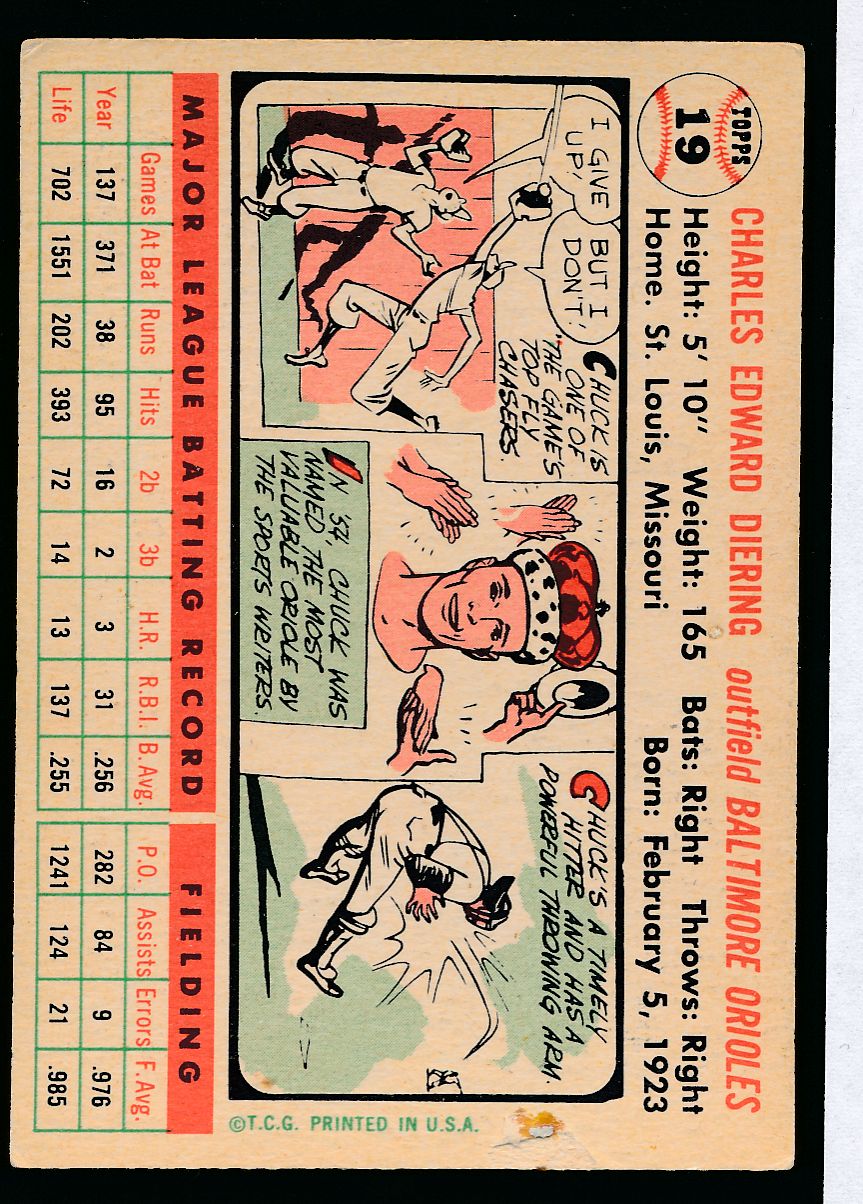 TOPPS
19
CHARLES EDWARD DIERING outfield BALTIMORE ORIOLES
Height: 5' 10" Weight: 165 Bats: Right Throws: Right
Home. St. Louis, Missouri Born: February 5, 1923
I GIVE
UP!
BUT I
DON'T!
CHUCK IS
ONE OF
THE GAME'S
TOP FLY
CHASERS.
IN '54, CHUCK WAS
NAMED THE MOST
VALUABLE ORIOLE BY
THE SPORTS WRITERS.
CHUCK'S A TIMELY
HITTER AND HAS A
POWERFUL THROWING ARM.
MAJOR LEAGUE BATTING RECORD FIELDING
Games At Bat Runs Hits 2b 3b H.R. R.B.I. B. Avg. P.O. Assists Errors F. Avg.
Year 137 371 38 95 16 2 3 31 .256 282 84 9 .976
Life 702 1551 202 393 72 14 13 137 .255 1241 124 21 .985
©T.C.G. PRINTED IN U.S.A.